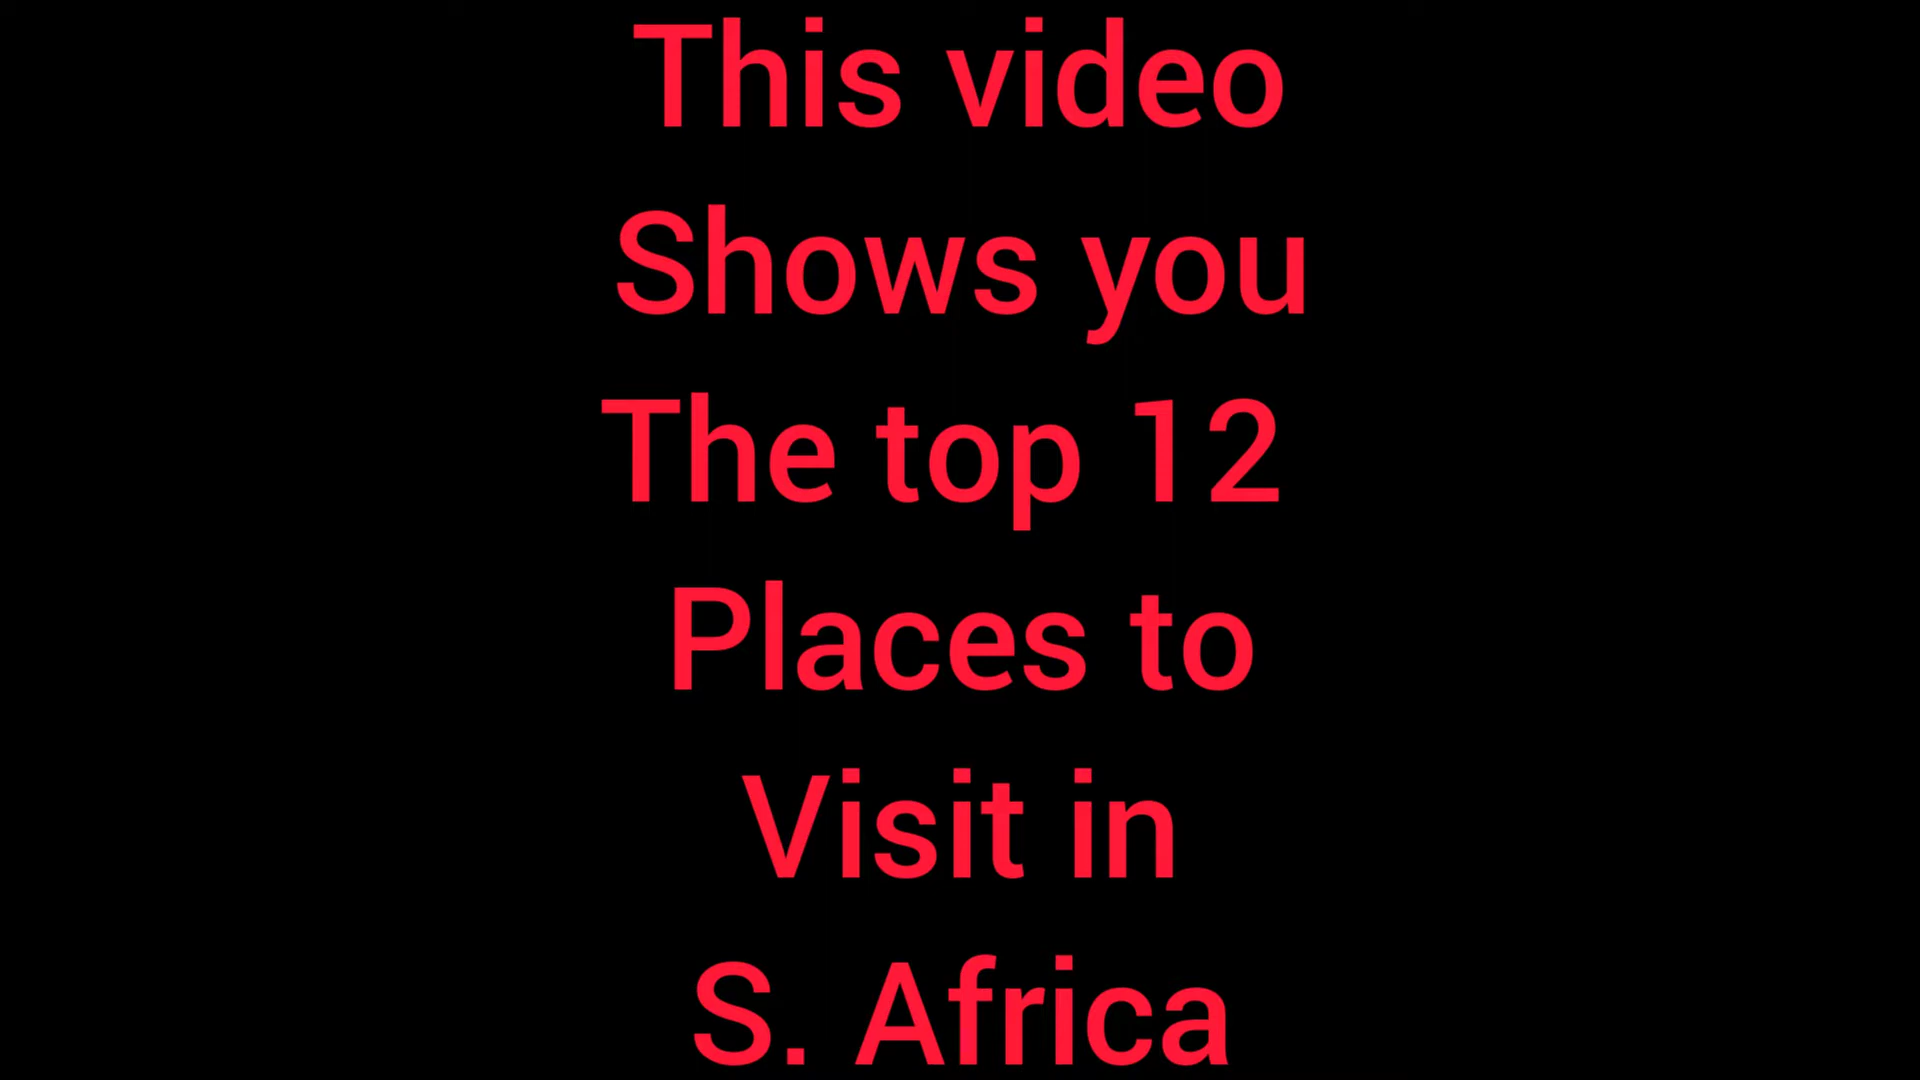 This video
Shows you
The top 12
Places to
Visit in
S. Africa